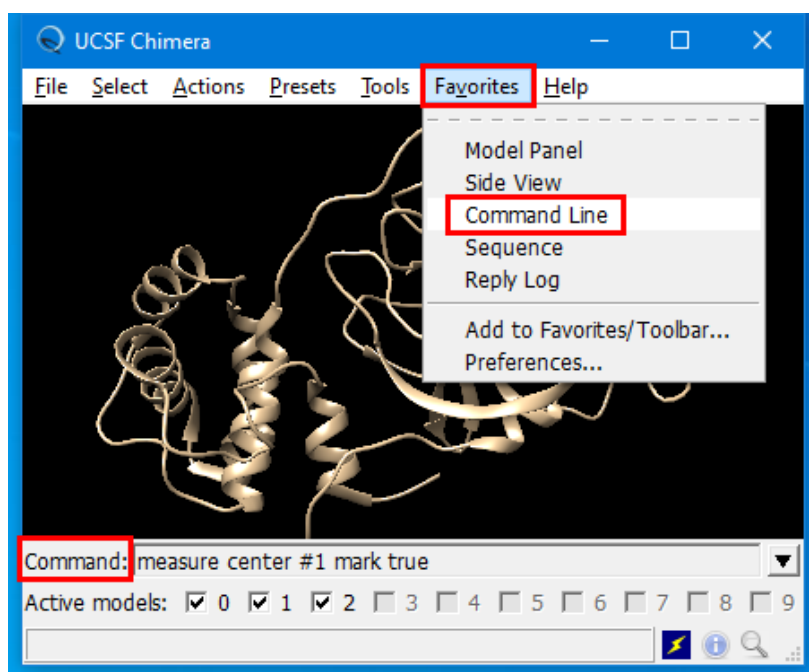 UCSF Chimera
File Select Actions Presets Tools Favorites Help
Model Panel
Side View
Command Line
Sequence
Reply Log
Add to Favorites/Toolbar...
Preferences...
Command: measure center #1 mark true
Active models: 0 1 2 3 4 5 6 7 8 9